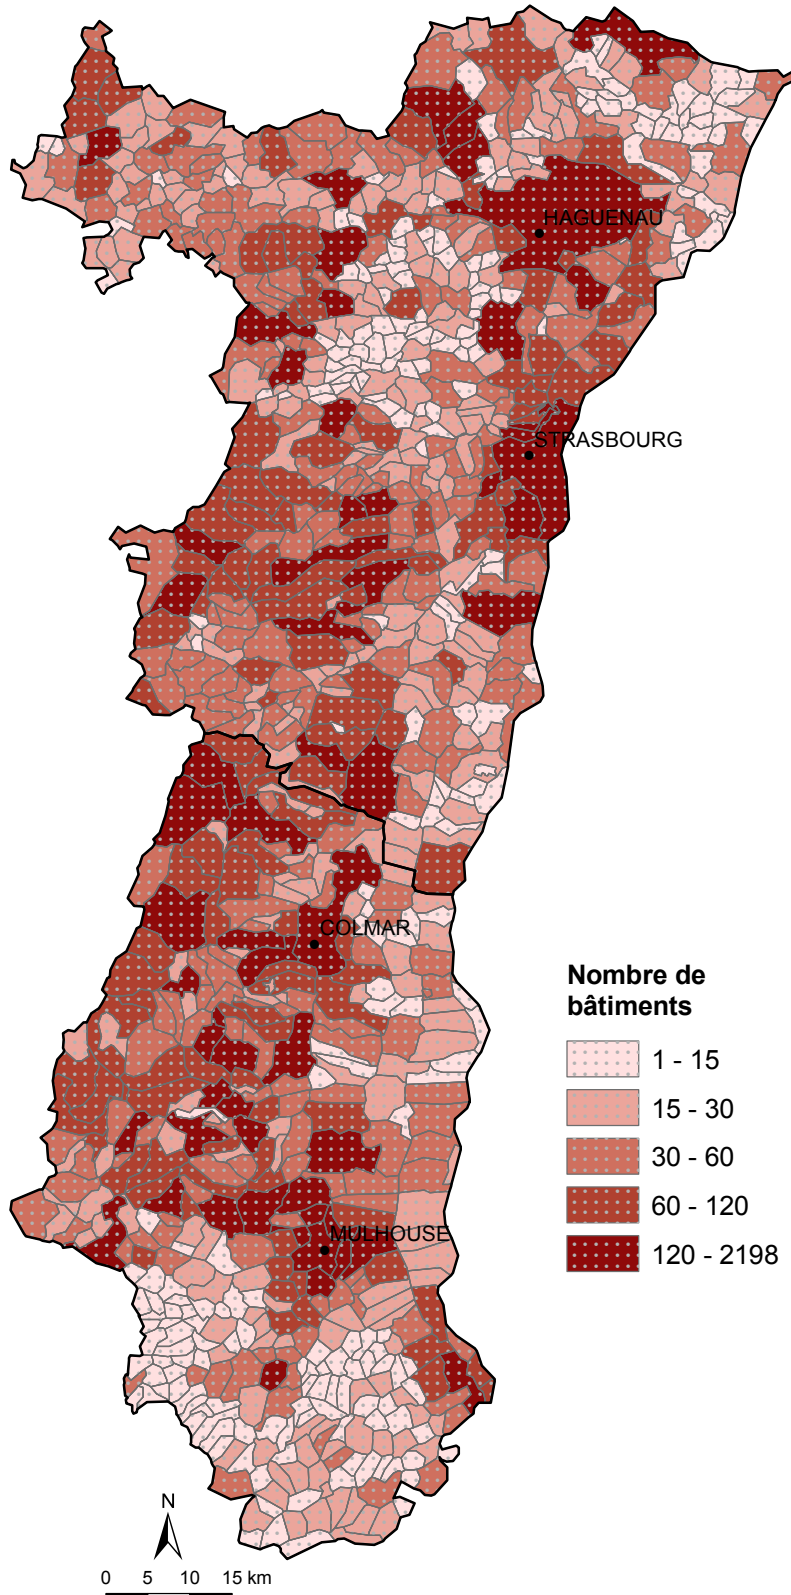 HAGUENAU
STRASBOURG
COLMAR
Nombre de
bâtiments
1 - 15
15 - 30
30 - 60
60 - 120
120 - 2198
MULHOUSE
N
0 5 10 15 km